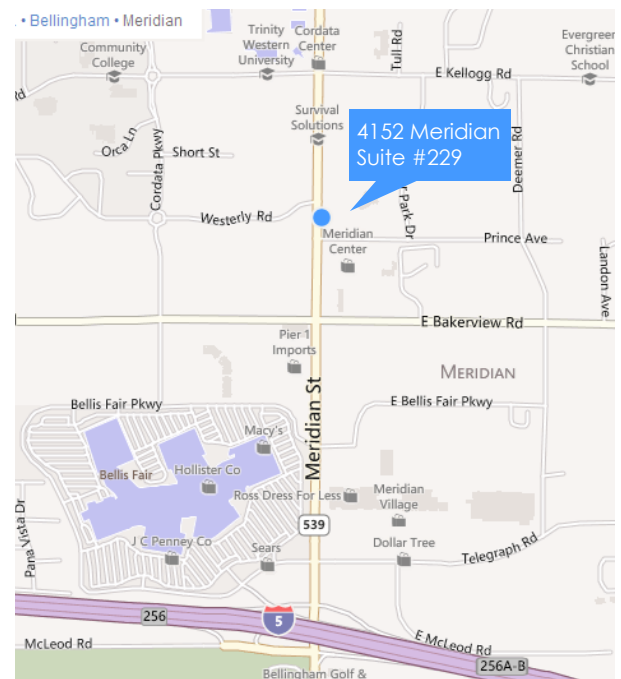 . • Bellingham • Meridian
Community
College
Trinity
Western
University
Cordata
Center
Tull Rd
E Kellogg Rd
Evergreen
Christian
School
Rd
Survival
Solutions
4152 Meridian
Suite #229
Orca Ln
Short St
Cordata Pkwy
Deemer Rd
Westerly Rd
r Park Dr
Meridian
Center
Prince Ave
Landon Ave
E Bakerview Rd
Pier 1
Imports
MERIDIAN
Meridian St
Bellis Fair Pkwy
E Bellis Fair Pkwy
Macy's
Bellis Fair
Hollister Co
Ross Dress For Less
Meridian
Village
Pana Vista Dr
539
J C Penney Co
Sears
Dollar Tree
Telegraph Rd
256
5
McLeod Rd
E McLeod Rd
256A-B
Bellingham Golf &